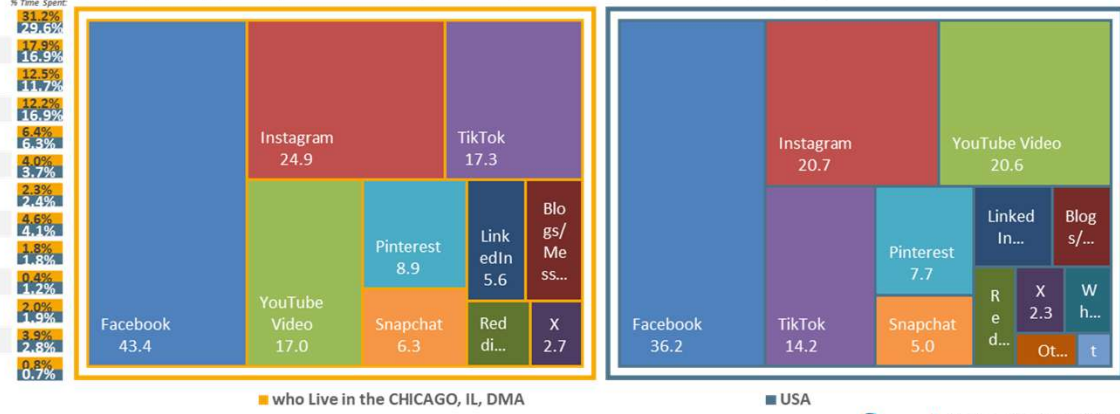 % Time Spent:
31.2%
29.6%
17.9%
16.9%
12.5%
11.7%
12.2%
16.9%
6.4%
6.3%
4.0%
3.7%
2.3%
2.4%
4.6%
4.1%
1.8%
1.8%
0.4%
1.2%
2.0%
1.9%
3.9%
2.8%
0.8%
0.7%
Facebook
43.4
Instagram
24.9
TikTok
17.3
YouTube
Video
17.0
Pinterest
8.9
Snapchat
6.3
Link
edIn
5.6
Blo
gs/
Me
ss...
Red
di...
X
2.7
Facebook
36.2
Instagram
20.7
YouTube Video
20.6
TikTok
14.2
Pinterest
7.7
Snapchat
5.0
Linked
In...
Blog
s/...
R
e
d...
X
2.3
W
h...
Ot...
t
who Live in the CHICAGO, IL, DMA
USA